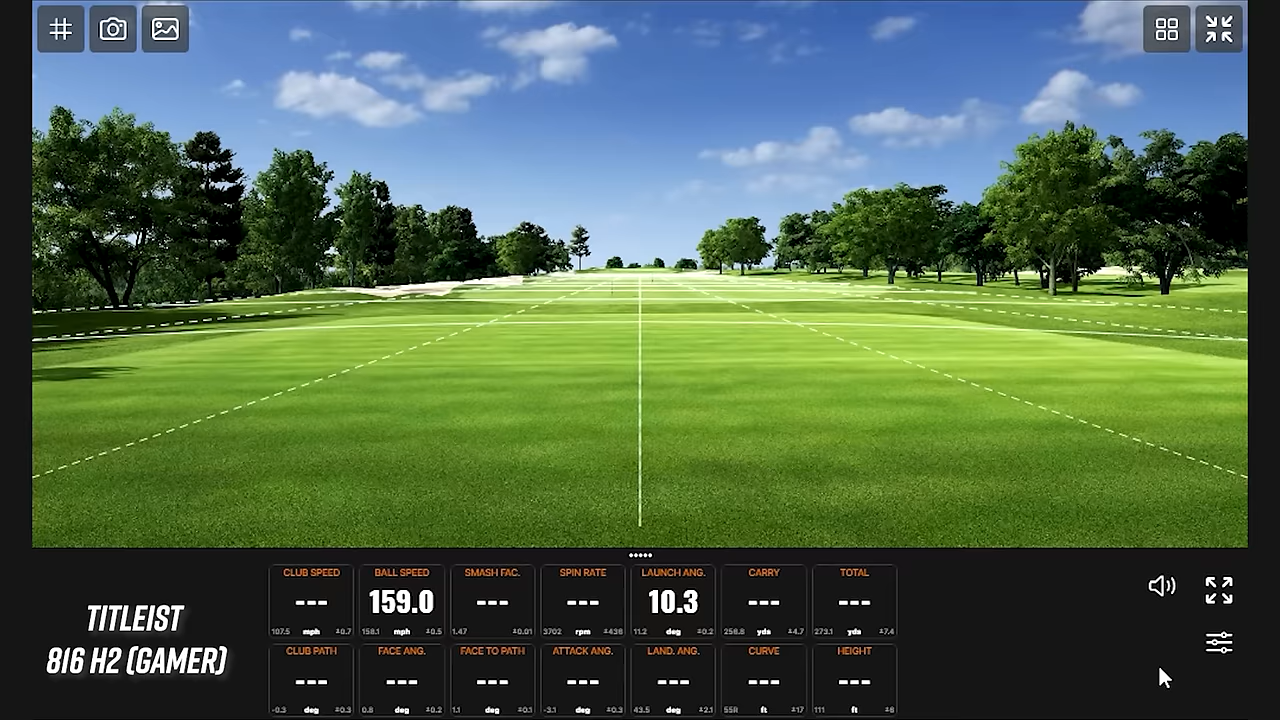 CLUB SPEED BALL SPEED SMASH FAC. SPIN RATE LAUNCH ANG. CARRY TOTAL
--- 159.0 --- --- 10.3 --- ---
107.5 mph ±0.7 158.1 mph ±0.5 1.47 ±0.01 3702 rpm ±436 11.2 deg ±0.2 256.8 yds ±4.7 273.1 yds ±7.4
TITLEIST
816 H2 (GAMER)
CLUB PATH FACE ANG. FACE TO PATH ATTACK ANG. LAND. ANG. CURVE HEIGHT
--- --- --- --- --- --- ---
-0.3 deg ±0.3 0.8 deg ±0.2 1.1 deg ±0.1 -3.1 deg ±0.3 43.5 deg ±2.1 55R ft ±17 111 ft ±8